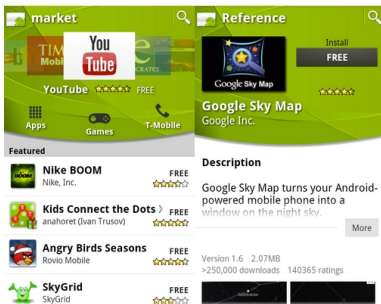 market
TIM
Mobi
You
Tube
e
CRATES
YouTube FREE
Apps
Games
T-Mobile
Featured
Nike BOOM FREE
Nike, Inc.
Kids Connect the Dots FREE
anahoret (Ivan Trusov)
Angry Birds Seasons FREE
Rovio Mobile
SkyGrid FREE
SkyGrid
Reference
Install
FREE
Google Sky Map
Google Sky Map
Google Inc.
Description
Google Sky Map turns your Android-
powered mobile phone into a
window on the night sky.
More
Version 1.6 2.07MB
>250,000 downloads 140365 ratings